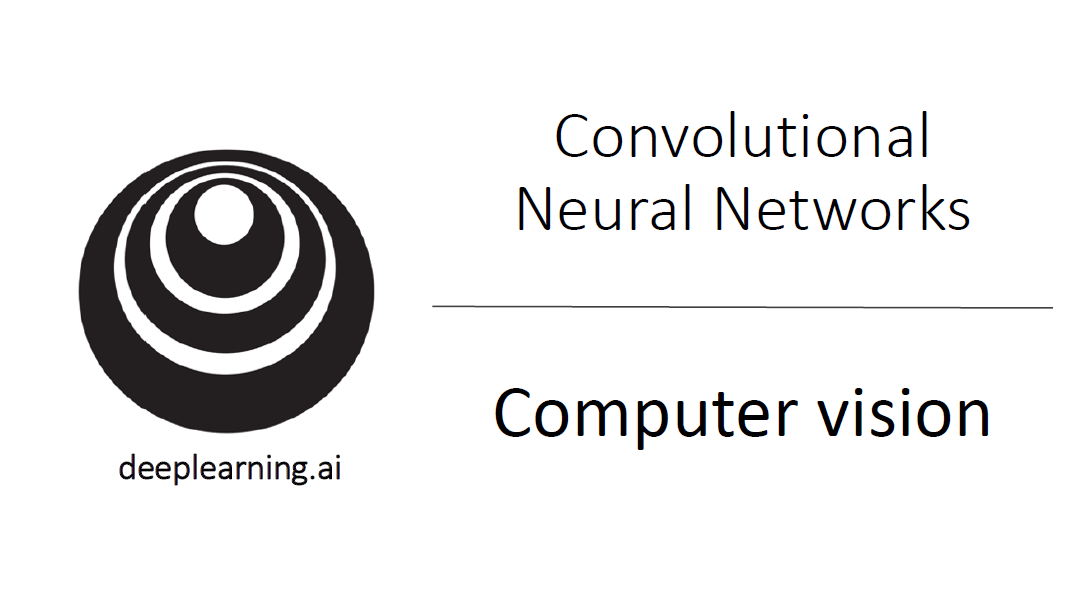 Convolutional
Neural Networks
Computer vision
deeplearning.ai